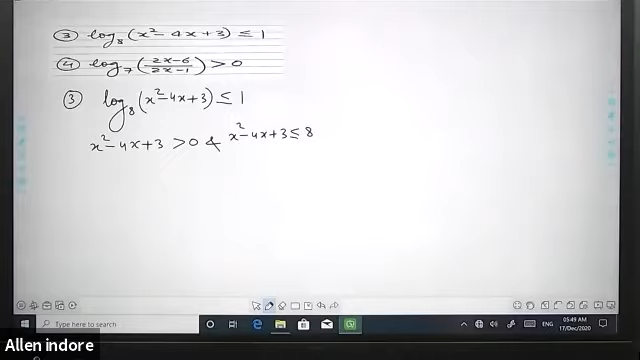 ③ log₈(x² − 4x + 3) ≤ 1
④ log₇((2x−6)/(2x−1)) > 0
③ log₈(x² − 4x + 3) ≤ 1
x² − 4x + 3 > 0 & x² − 4x + 3 ≤ 8
Type here to search
ENG
05:49 AM
17/Dec/2020
Allen indore